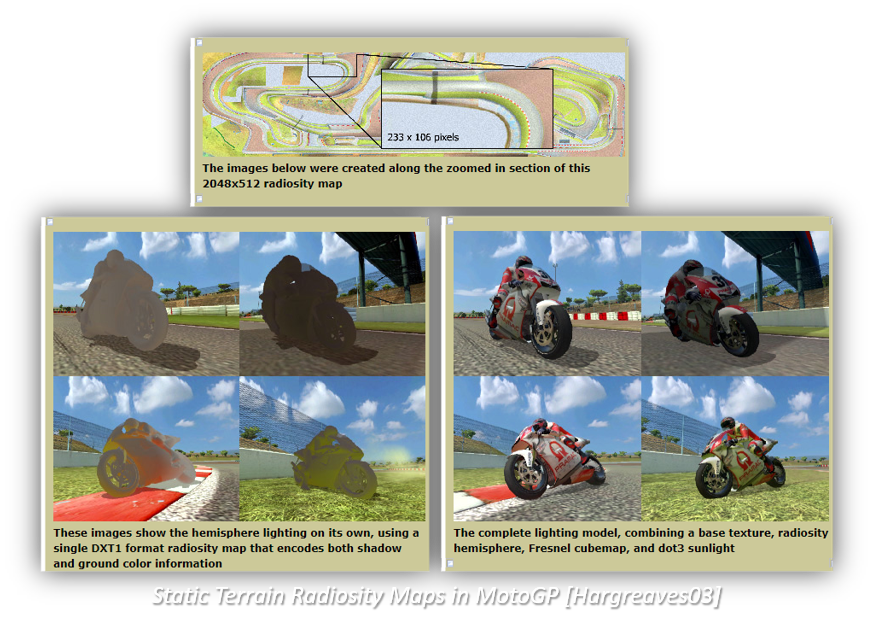 233 x 106 pixels
The images below were created along the zoomed in section of this
2048x512 radiosity map
These images show the hemisphere lighting on its own, using a
single DXT1 format radiosity map that encodes both shadow
and ground color information
The complete lighting model, combining a base texture, radiosity
hemisphere, Fresnel cubemap, and dot3 sunlight
Static Terrain Radiosity Maps in MotoGP [Hargreaves03]